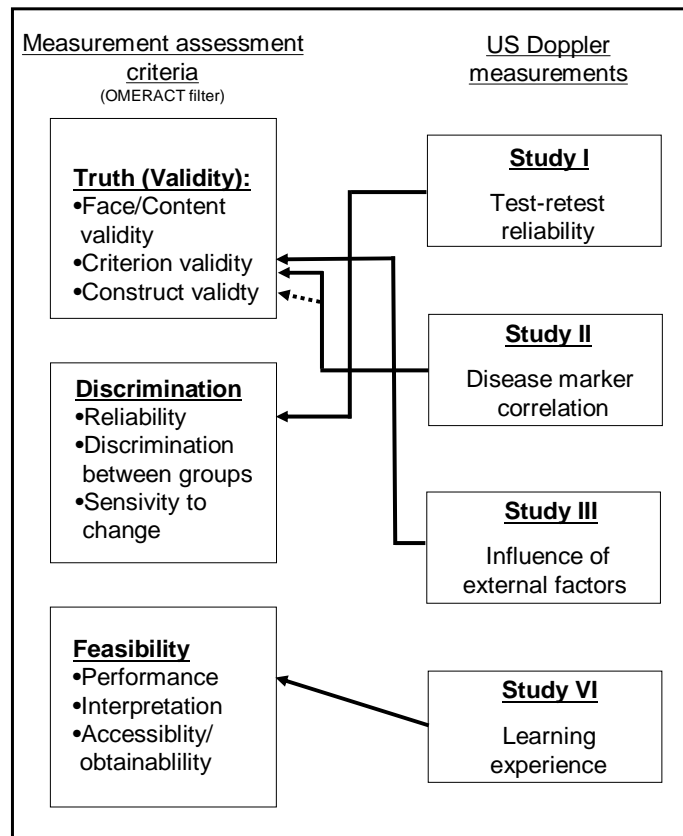 Measurement assessment
criteria
(OMERACT filter)
Truth (Validity):
•Face/Content
validity
•Criterion validity
•Construct validty
Discrimination
•Reliability
•Discrimination
between groups
•Sensivity to
change
Feasibility
•Performance
•Interpretation
•Accessiblity/
obtainablility
US Doppler
measurements
Study I
Test-retest
reliability
Study II
Disease marker
correlation
Study III
Influence of
external factors
Study VI
Learning
experience